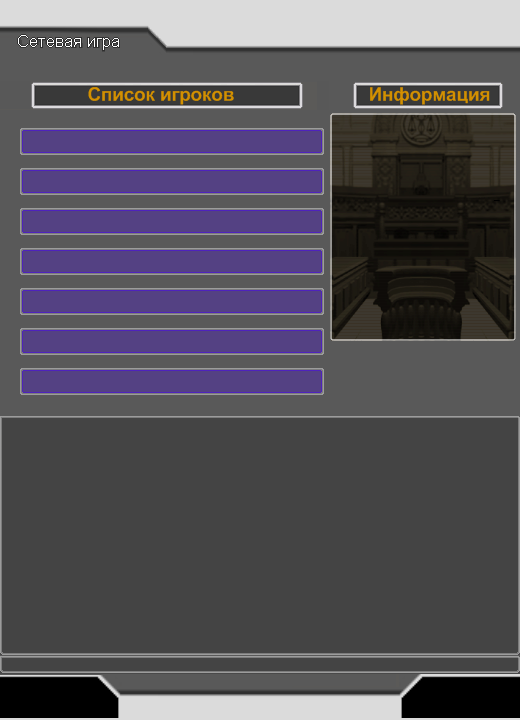 Сетевая игра
Список игроков
Информация